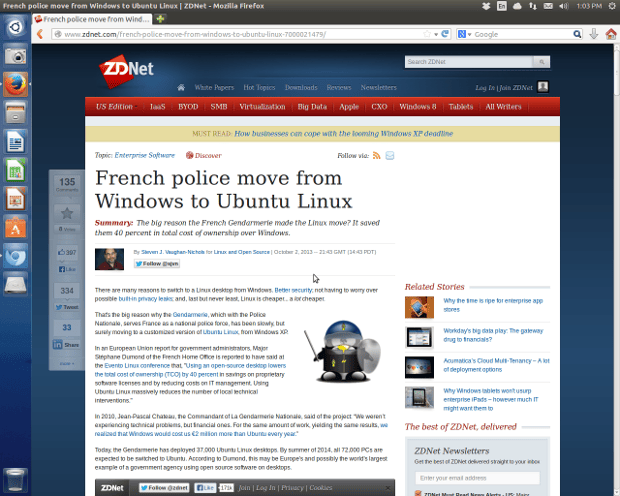 French police move from Windows to Ubuntu Linux | ZDNet - Mozilla Firefox
En
1:03 PM
French police move from Wind...
www.zdnet.com/french-police-move-from-windows-to-ubuntu-linux-7000021479/
Google
ZDNet
Search ZDNet
White Papers Hot Topics Downloads Reviews Newsletters
Log In | Join ZDNet
US Edition IaaS BYOD SMB Virtualization Big Data Apple CXO Windows 8 Tablets All Writers
MUST READ: How businesses can cope with the looming Windows XP deadline
Topic: Enterprise Software Discover
Follow via:
French police move from
Windows to Ubuntu Linux
Summary: The big reason the French Gendarmerie made the Linux move? It saved
them 40 percent in total cost of ownership over Windows.
By Steven J. Vaughan-Nichols for Linux and Open Source | October 2, 2013 -- 21:43 GMT (14:43 PDT)
Follow @sjvn
135
Comments
Votes
397
Like
334
Tweet
33
Share
more +
There are many reasons to switch to a Linux desktop from Windows. Better security; not having to worry over
possible built-in privacy leaks; and, last but never least, Linux is cheaper... a lot cheaper.
That's the big reason why the Gendarmerie, which with the Police
Nationale, serves France as a national police force, has been slowly, but
surely moving to a customized version of Ubuntu Linux, from Windows XP.
In an European Union report for government administrators, Major
Stéphane Dumond of the French Home Office is reported to have said at
the Evento Linux conference that, "Using an open-source desktop lowers
the total cost of ownership (TCO) by 40 percent in savings on proprietary
software licenses and by reducing costs on IT management. Using
Ubuntu Linux massively reduces the number of local technical
interventions."
In 2010, Jean-Pascal Chateau, the Commandant of La Gendarmerie Nationale, said of the project: "We weren't
experiencing technical problems, but financial ones. For the same amount of work, yielding the same results, we
realized that Windows would cost us €2 million more than Ubuntu every year."
Today, the Gendarmerie has deployed 37,000 Ubuntu Linux desktops. By summer of 2014, all 72,000 PCs are
expected to be switched to Ubuntu. According to Dumond, this may be Europe's and possibly the world's largest
example of a government agency using open source software on desktops.
Related Stories
Why the time is ripe for enterprise app
stores
Workday's big data play: The gateway
drug to financials?
Acumatica's Cloud Multi-Tenancy – A lot
of deployment options
Why Windows tablets won't usurp
enterprise iPads – however much IT
might want them to
The best of ZDNet, delivered
ZDNet Newsletters
Get the best of ZDNet delivered straight to your inbox
Enter your email address
ZDNet Must Read News Alerts - US: Major
ZDNet Follow @zdnet Like 171k Join | Log In | Privacy | Cookies